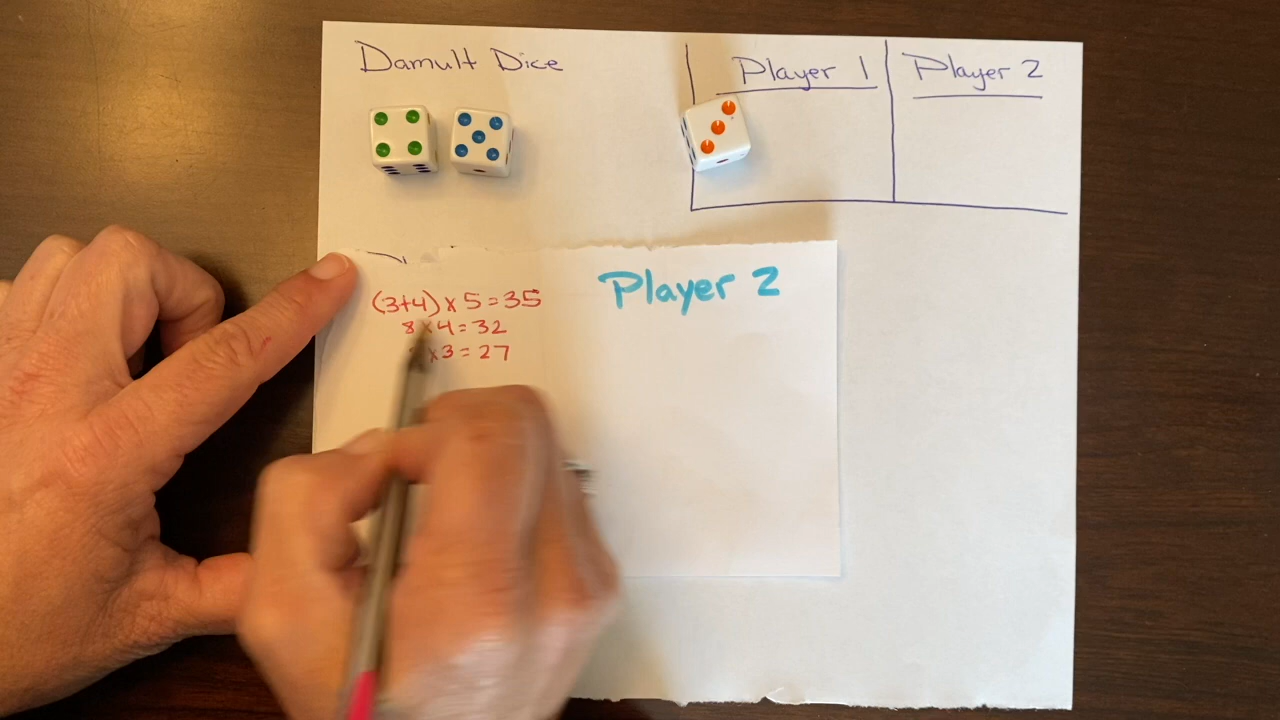 Damult Dice
Player 1
Player 2
Player 2
(3+4) x 5 = 35
8 x 4 = 32
x 3 = 27